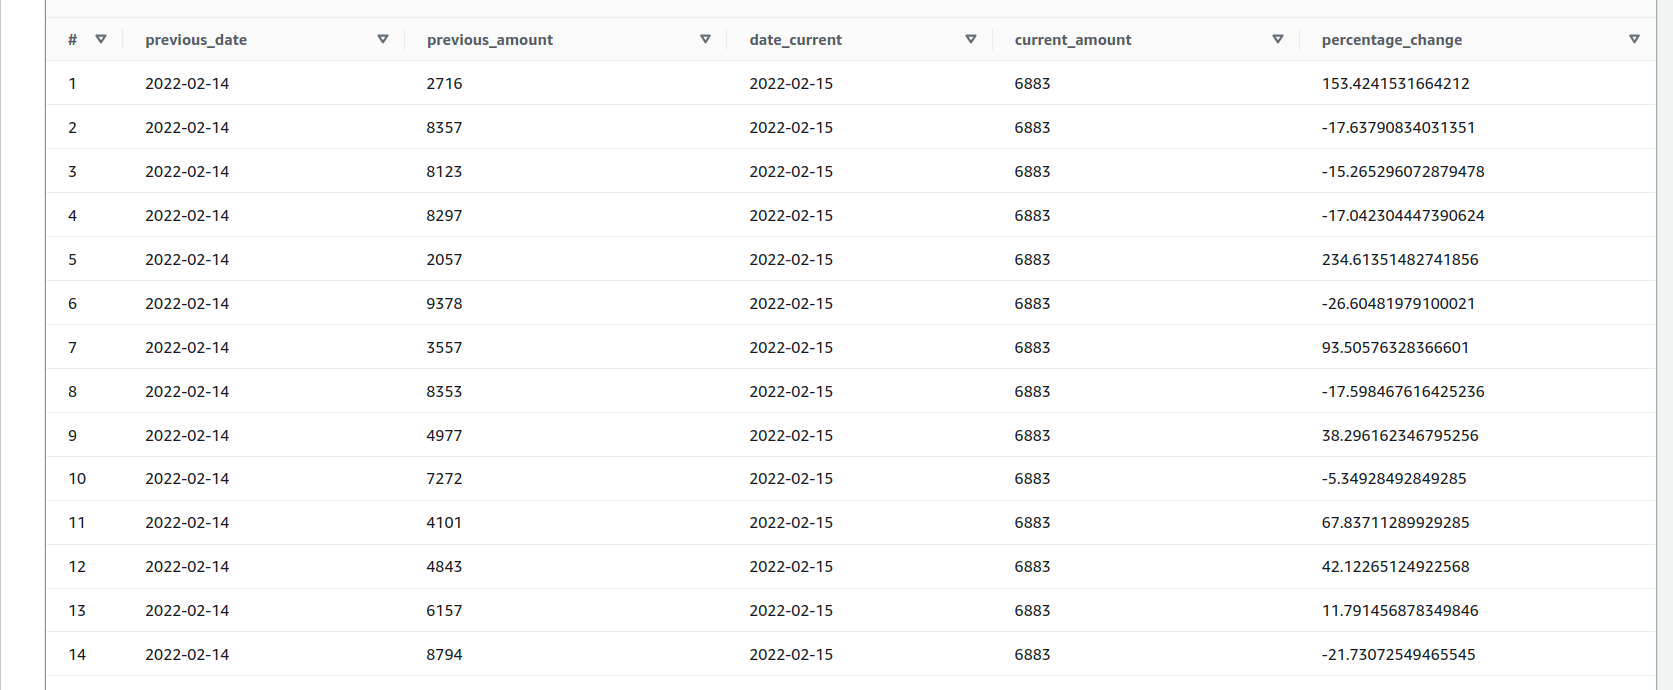 # previous_date previous_amount date_current current_amount percentage_change
1 2022-02-14 2716 2022-02-15 6883 153.4241531664212
2 2022-02-14 8357 2022-02-15 6883 -17.63790834031351
3 2022-02-14 8123 2022-02-15 6883 -15.265296072879478
4 2022-02-14 8297 2022-02-15 6883 -17.042304447390624
5 2022-02-14 2057 2022-02-15 6883 234.61351482741856
6 2022-02-14 9378 2022-02-15 6883 -26.60481979100021
7 2022-02-14 3557 2022-02-15 6883 93.50576328366601
8 2022-02-14 8353 2022-02-15 6883 -17.598467616425236
9 2022-02-14 4977 2022-02-15 6883 38.296162346795256
10 2022-02-14 7272 2022-02-15 6883 -5.34928492849285
11 2022-02-14 4101 2022-02-15 6883 67.83711289929285
12 2022-02-14 4843 2022-02-15 6883 42.12265124922568
13 2022-02-14 6157 2022-02-15 6883 11.791456878349846
14 2022-02-14 8794 2022-02-15 6883 -21.73072549465545